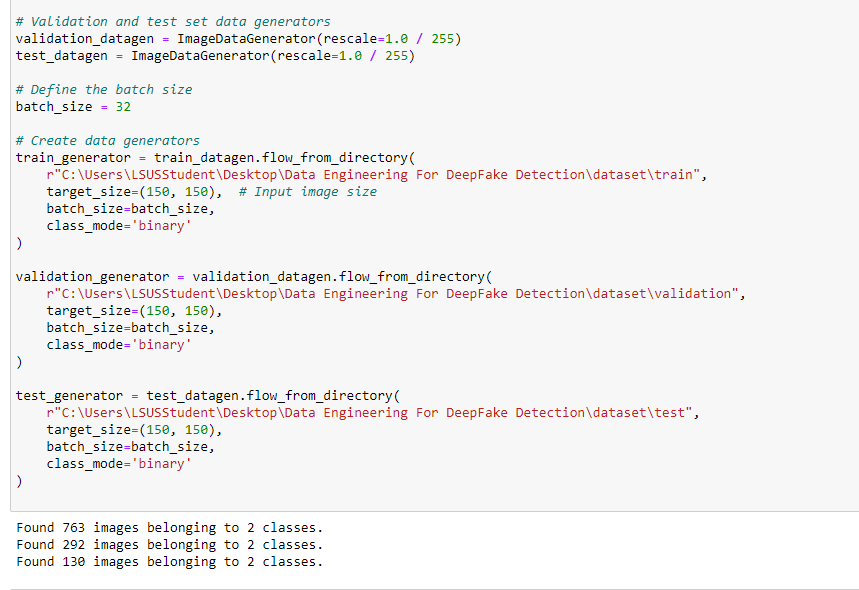 # Validation and test set data generators
validation_datagen = ImageDataGenerator(rescale=1.0 / 255)
test_datagen = ImageDataGenerator(rescale=1.0 / 255)

# Define the batch size
batch_size = 32

# Create data generators
train_generator = train_datagen.flow_from_directory(
    r"C:\Users\LSUSStudent\Desktop\Data Engineering For DeepFake Detection\dataset\train",
    target_size=(150, 150),  # Input image size
    batch_size=batch_size,
    class_mode='binary'
)

validation_generator = validation_datagen.flow_from_directory(
    r"C:\Users\LSUSStudent\Desktop\Data Engineering For DeepFake Detection\dataset\validation",
    target_size=(150, 150),
    batch_size=batch_size,
    class_mode='binary'
)

test_generator = test_datagen.flow_from_directory(
    r"C:\Users\LSUSStudent\Desktop\Data Engineering For DeepFake Detection\dataset\test",
    target_size=(150, 150),
    batch_size=batch_size,
    class_mode='binary'
)

Found 763 images belonging to 2 classes.
Found 292 images belonging to 2 classes.
Found 130 images belonging to 2 classes.